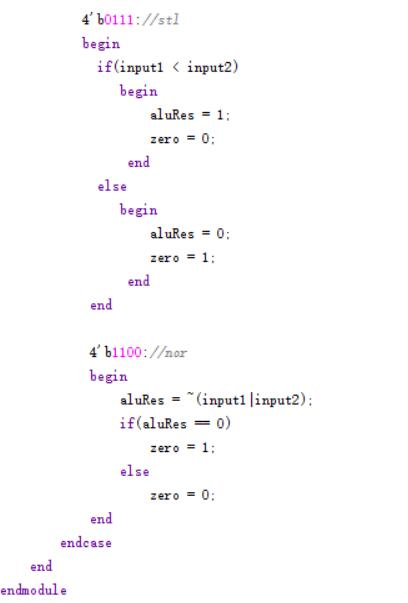 4'b0111://stl
begin
if(input1 < input2)
begin
aluRes = 1;
zero = 0;
end
else
begin
aluRes = 0;
zero = 1;
end
end
4'b1100://nor
begin
aluRes = ~(input1|input2);
if(aluRes == 0)
zero = 1;
else
zero = 0;
end
endcase
end
endmodule